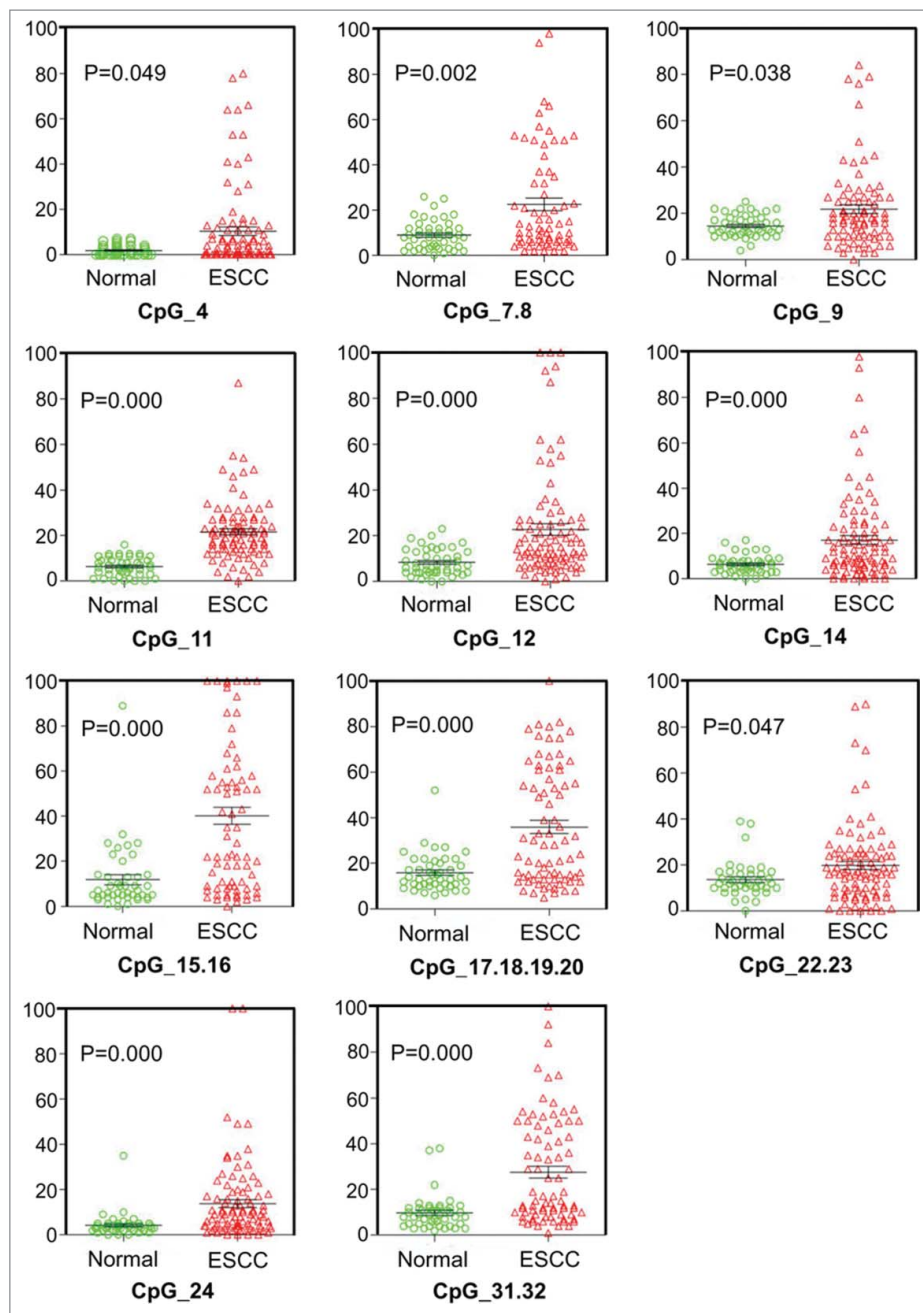 100
80
60
40
20
0
P=0.049
Normal
ESCC
CpG_4
100
80
60
40
20
0
P=0.002
Normal
ESCC
CpG_7.8
100
80
60
40
20
0
P=0.038
Normal
ESCC
CpG_9
100
80
60
40
20
0
P=0.000
Normal
ESCC
CpG_11
100
80
60
40
20
0
P=0.000
Normal
ESCC
CpG_12
100
80
60
40
20
0
P=0.000
Normal
ESCC
CpG_14
100
80
60
40
20
0
P=0.000
Normal
ESCC
CpG_15.16
100
80
60
40
20
0
P=0.000
Normal
ESCC
CpG_17.18.19.20
100
80
60
40
20
0
P=0.047
Normal
ESCC
CpG_22.23
100
80
60
40
20
0
P=0.000
Normal
ESCC
CpG_24
100
80
60
40
20
0
P=0.000
Normal
ESCC
CpG_31.32